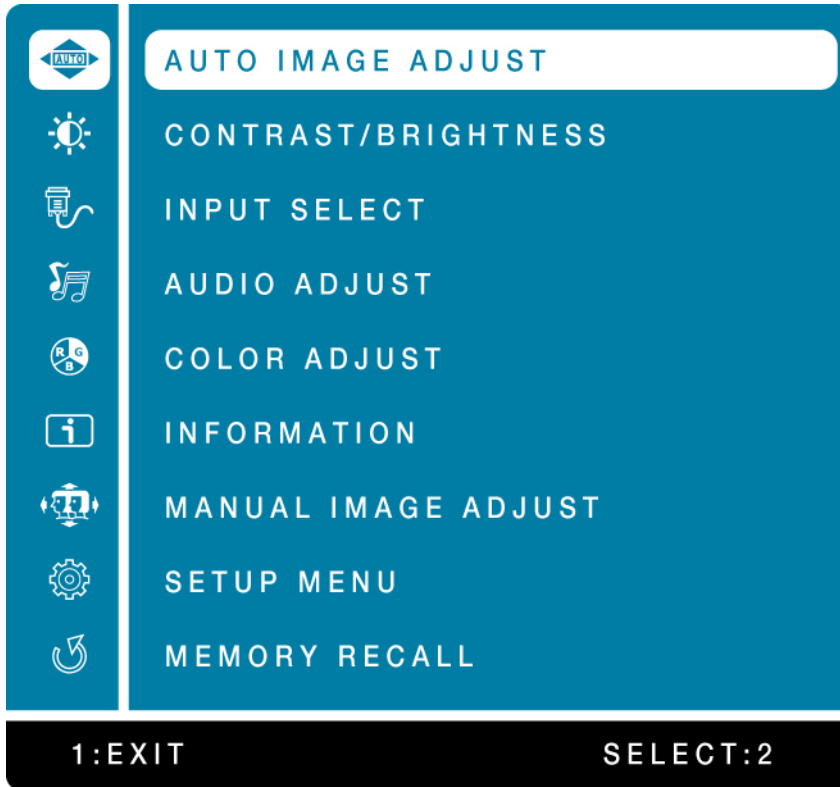 AUTO AUTO IMAGE ADJUST
CONTRAST/BRIGHTNESS
INPUT SELECT
AUDIO ADJUST
R G B COLOR ADJUST
i INFORMATION
MANUAL IMAGE ADJUST
SETUP MENU
MEMORY RECALL
1:EXIT SELECT:2